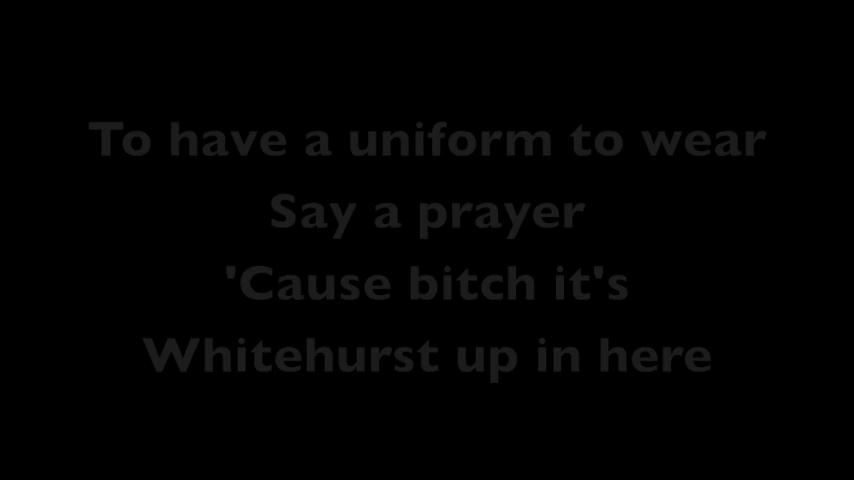 To have a uniform to wear
Say a prayer
'Cause bitch it's
Whitehurst up in here